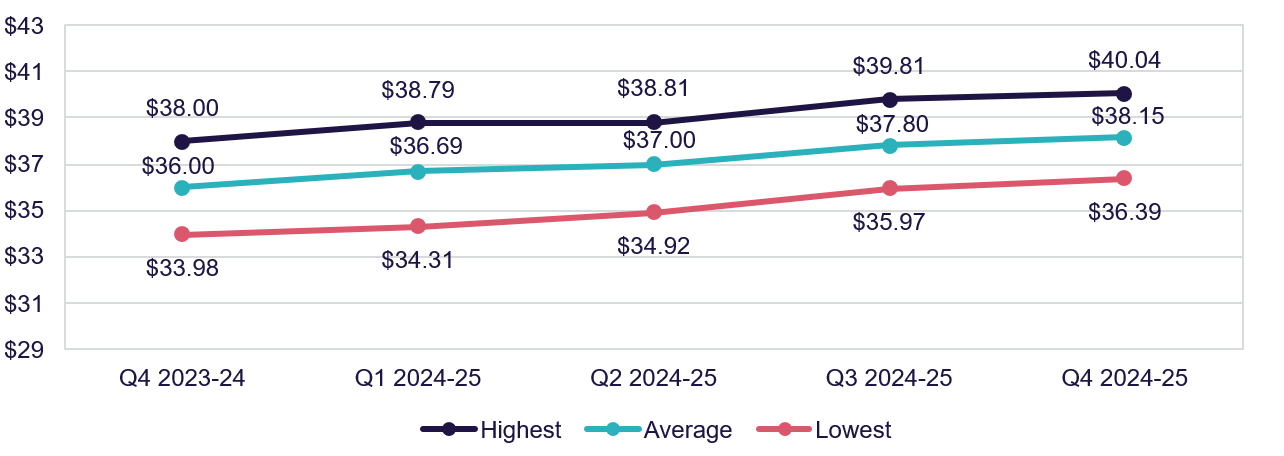 $43
$41
$39
$37
$35
$33
$31
$29
$38.00
$38.79
$38.81
$39.81
$40.04
$36.00
$36.69
$37.00
$37.80
$38.15
$33.98
$34.31
$34.92
$35.97
$36.39
Q4 2023-24
Q1 2024-25
Q2 2024-25
Q3 2024-25
Q4 2024-25
Highest
Average
Lowest